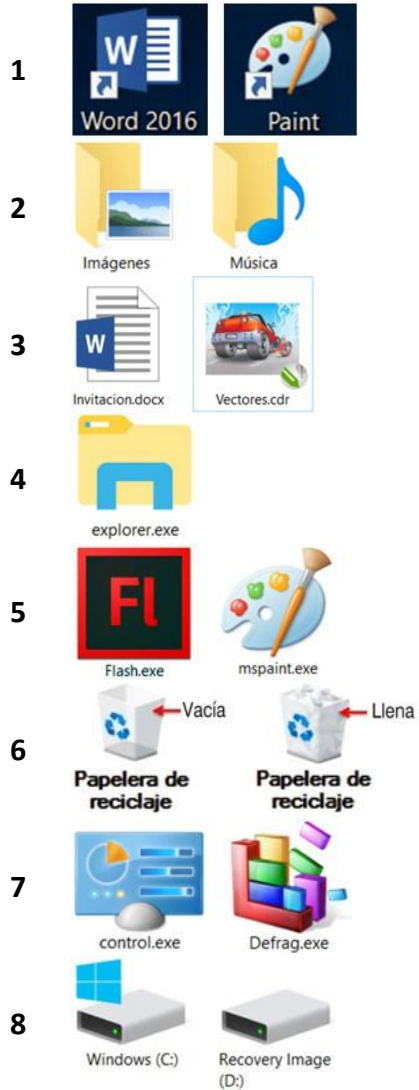 1
W
Word 2016
Paint
2
Imágenes
Música
3
W
Invitacion.docx
Vectores.cdr
4
explorer.exe
5
Fl
Flash.exe
mspaint.exe
6
Vacía
Llena
Papelera de
reciclaje
Papelera de
reciclaje
7
control.exe
Defrag.exe
8
Windows (C:)
Recovery Image
(D:)